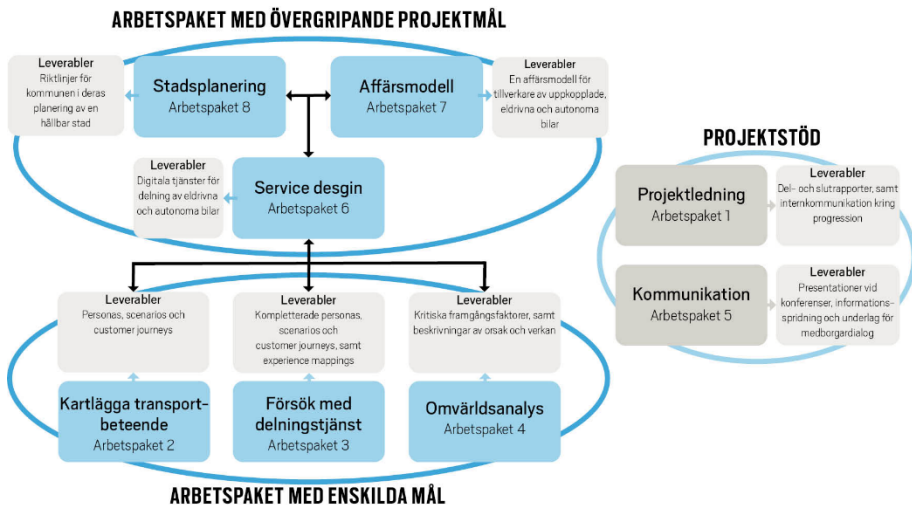 ARBETSPAKET MED ÖVERGRIPANDE PROJEKTMÅL
Leverabler
Riktlinjer för
kommunen i deras
planering av en
hållbar stad
Stadsplanering
Arbetspaket 8
Affärsmodell
Arbetspaket 7
Leverabler
En affärsmodell för
tillverkare av uppkopplade,
eldrivna och autonoma
bilar
Leverabler
Digitala tjänster för
delning av eldrivna
och autonoma bilar
Service desgin
Arbetspaket 6
PROJEKTSTÖD
Projektledning
Arbetspaket 1
Leverabler
Del- och slutrapporter, samt
internkommunikation kring
progression
Kommunikation
Arbetspaket 5
Leverabler
Presentationer vid
konferenser, informations-
spridning och underlag för
medborgardialog
Leverabler
Personas, scenarios och
customer journeys
Leverabler
Kompletterade personas,
scenarios och
customer journeys, samt
experience mappings
Leverabler
Kritiska framgångsfaktorer, samt
beskrivningar av orsak och verkan
Kartlägga transport-
beteende
Arbetspaket 2
Försök med
delningstjänst
Arbetspaket 3
Omvärldsanalys
Arbetspaket 4
ARBETSPAKET MED ENSKILDA MÅL